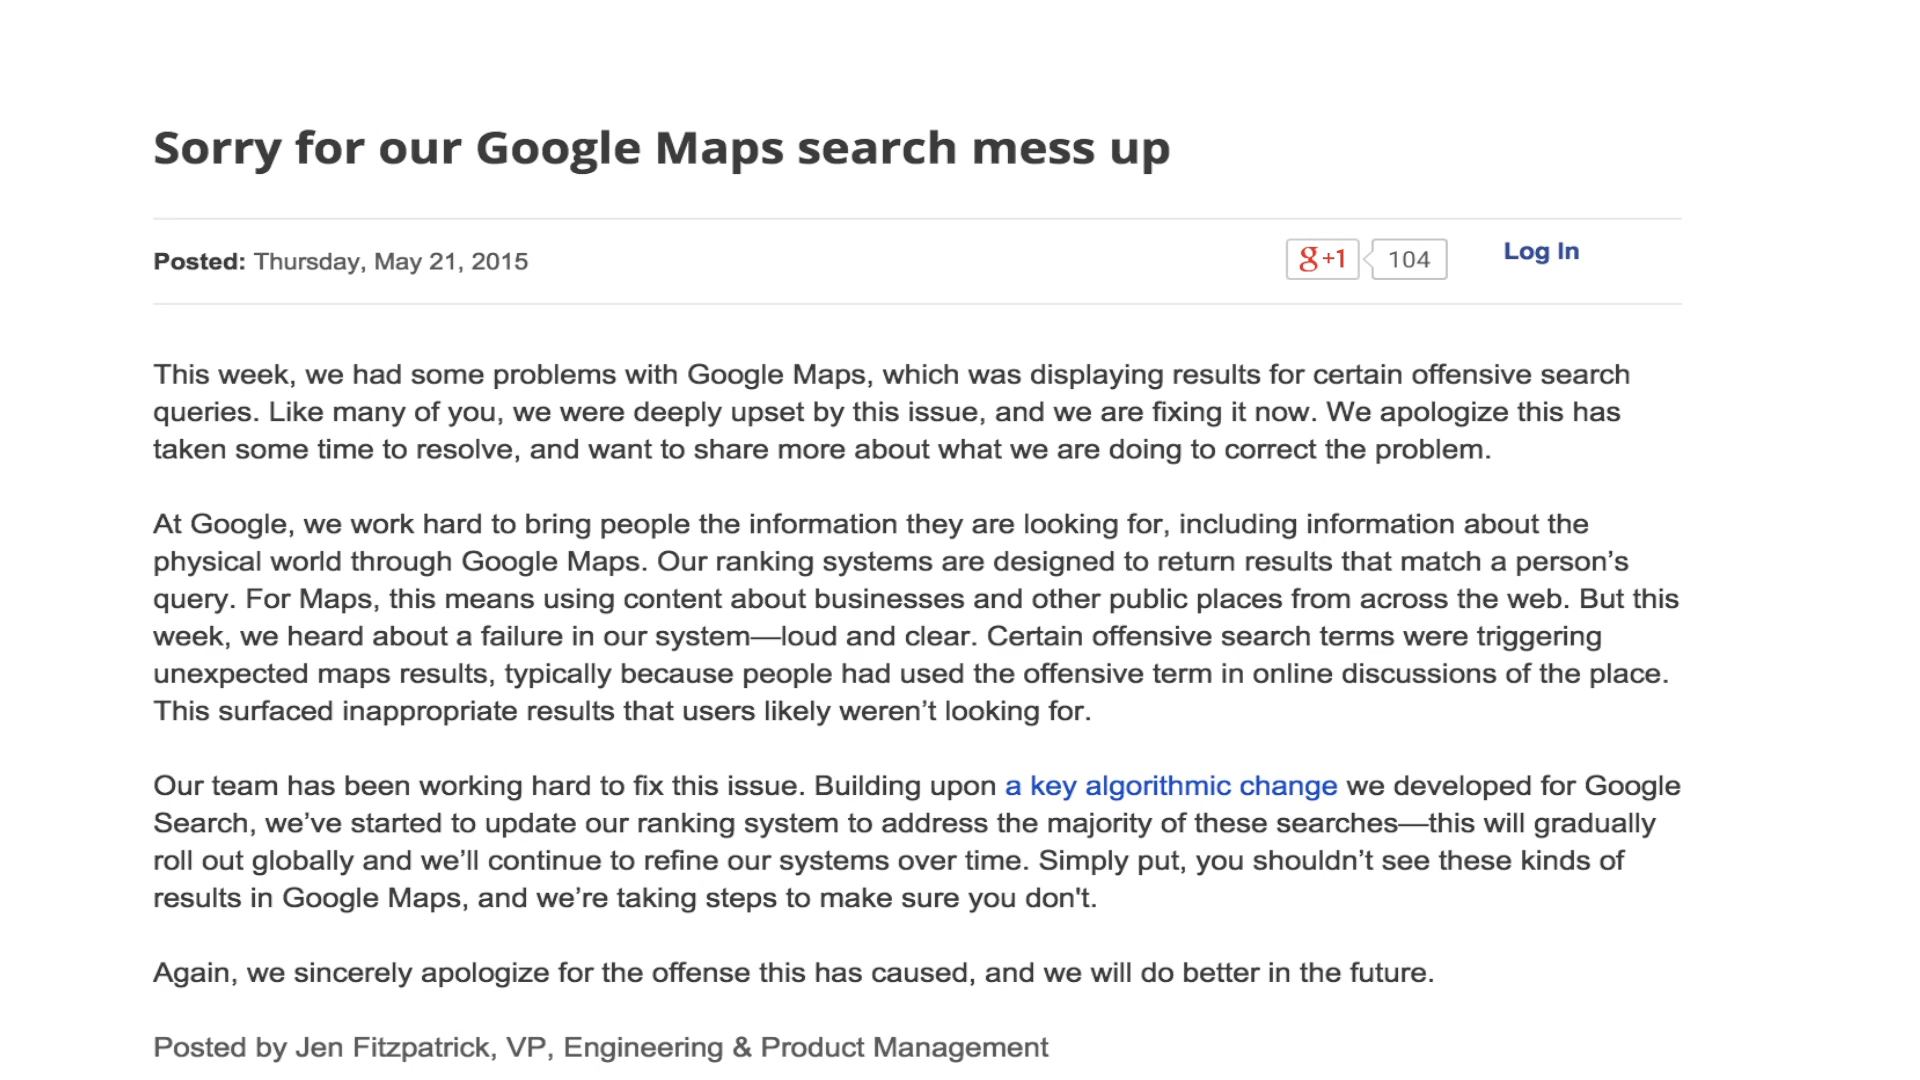 Sorry for our Google Maps search mess up
Posted: Thursday, May 21, 2015
g+1 104
Log In
This week, we had some problems with Google Maps, which was displaying results for certain offensive search
queries. Like many of you, we were deeply upset by this issue, and we are fixing it now. We apologize this has
taken some time to resolve, and want to share more about what we are doing to correct the problem.
At Google, we work hard to bring people the information they are looking for, including information about the
physical world through Google Maps. Our ranking systems are designed to return results that match a person’s
query. For Maps, this means using content about businesses and other public places from across the web. But this
week, we heard about a failure in our system—loud and clear. Certain offensive search terms were triggering
unexpected maps results, typically because people had used the offensive term in online discussions of the place.
This surfaced inappropriate results that users likely weren’t looking for.
Our team has been working hard to fix this issue. Building upon a key algorithmic change we developed for Google
Search, we’ve started to update our ranking system to address the majority of these searches—this will gradually
roll out globally and we’ll continue to refine our systems over time. Simply put, you shouldn’t see these kinds of
results in Google Maps, and we’re taking steps to make sure you don't.
Again, we sincerely apologize for the offense this has caused, and we will do better in the future.
Posted by Jen Fitzpatrick, VP, Engineering & Product Management